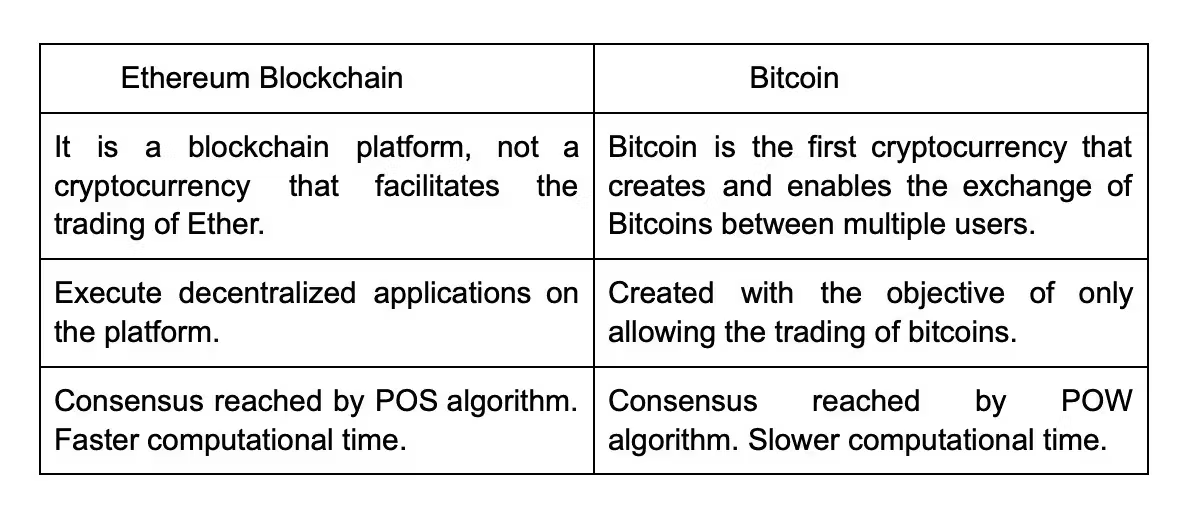 Ethereum Blockchain
Bitcoin
It is a blockchain platform, not a
cryptocurrency that facilitates the
trading of Ether.
Bitcoin is the first cryptocurrency that
creates and enables the exchange of
Bitcoins between multiple users.
Execute decentralized applications on
the platform.
Created with the objective of only
allowing the trading of bitcoins.
Consensus reached by POS algorithm.
Faster computational time.
Consensus reached by POW
algorithm. Slower computational time.